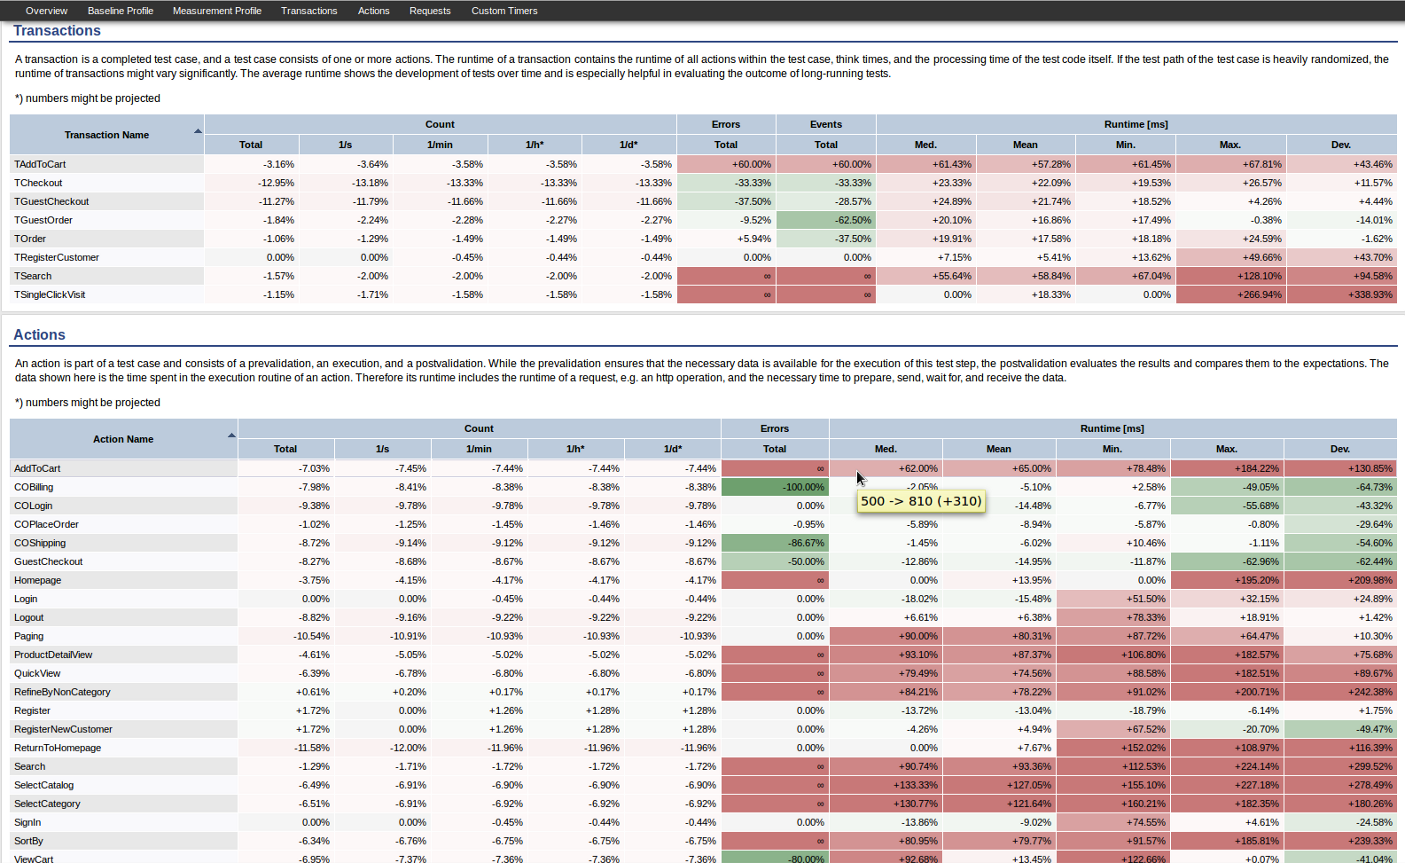 Overview Baseline Profile Measurement Profile Transactions Actions Requests Custom Timers
Transactions
A transaction is a completed test case, and a test case consists of one or more actions. The runtime of a transaction contains the runtime of all actions within the test case, think times, and the processing time of the test code itself. If the test path of the test case is heavily randomized, the
runtime of transactions might vary significantly. The average runtime shows the development of tests over time and is especially helpful in evaluating the outcome of long-running tests.
*) numbers might be projected
Transaction Name Count Errors Events Runtime [ms]
Total 1/s 1/min 1/h* 1/d* Total Total Med. Mean Min. Max. Dev.
TAddToCart -3.16% -3.64% -3.58% -3.58% -3.58% +60.00% +60.00% +61.43% +57.28% +61.45% +67.81% +43.46%
TCheckout -12.95% -13.18% -13.33% -13.33% -13.33% -33.33% -33.33% +23.33% +22.09% +19.53% +26.57% +11.57%
TGuestCheckout -11.27% -11.79% -11.66% -11.66% -11.66% -37.50% -28.57% +24.89% +21.74% +18.52% +4.26% +4.44%
TGuestOrder -1.84% -2.24% -2.28% -2.27% -2.27% -9.52% -62.50% +20.10% +16.86% +17.49% -0.38% -14.01%
TOrder -1.06% -1.29% -1.49% -1.49% -1.49% +5.94% -37.50% +19.91% +17.58% +18.18% +24.59% -1.62%
TRegisterCustomer 0.00% 0.00% -0.45% -0.44% -0.44% 0.00% 0.00% +7.15% +5.41% +13.62% +49.66% +43.70%
TSearch -1.57% -2.00% -2.00% -2.00% -2.00% ∞ ∞ +55.64% +58.84% +67.04% +128.10% +94.58%
TSingleClickVisit -1.15% -1.71% -1.58% -1.58% -1.58% ∞ ∞ 0.00% +18.33% 0.00% +266.94% +338.93%
Actions
An action is part of a test case and consists of a prevalidation, an execution, and a postvalidation. While the prevalidation ensures that the necessary data is available for the execution of this test step, the postvalidation evaluates the results and compares them to the expectations. The
data shown here is the time spent in the execution routine of an action. Therefore its runtime includes the runtime of a request, e.g. an http operation, and the necessary time to prepare, send, wait for, and receive the data.
*) numbers might be projected
Action Name Count Errors Runtime [ms]
Total 1/s 1/min 1/h* 1/d* Total Med. Mean Min. Max. Dev.
AddToCart -7.03% -7.45% -7.44% -7.44% -7.44% ∞ +62.00% +65.00% +78.48% +184.22% +130.85%
COBilling -7.98% -8.41% -8.38% -8.38% -8.38% -100.00% -2.05% -5.10% +2.58% -49.05% -64.73%
500 -> 810 (+310)
COLogin -9.38% -9.78% -9.78% -9.78% -9.78% 0.00% -14.48% -6.77% -55.68% -43.32%
COPlaceOrder -1.02% -1.25% -1.45% -1.46% -1.46% -0.95% -5.89% -8.94% -5.87% -0.80% -29.64%
COShipping -8.72% -9.14% -9.12% -9.12% -9.12% -86.67% -1.45% -6.02% +10.46% -1.11% -54.60%
GuestCheckout -8.27% -8.68% -8.67% -8.67% -8.67% -50.00% -12.86% -14.95% -11.87% -62.96% -62.44%
Homepage -3.75% -4.15% -4.17% -4.17% -4.17% ∞ 0.00% +13.95% 0.00% +195.20% +209.98%
Login 0.00% 0.00% -0.45% -0.44% -0.44% 0.00% -18.02% -15.48% +51.50% +32.15% +24.89%
Logout -8.82% -9.16% -9.22% -9.22% -9.22% 0.00% +6.61% +6.38% +78.33% +18.91% +1.42%
Paging -10.54% -10.91% -10.93% -10.93% -10.93% 0.00% +90.00% +80.31% +87.72% +64.47% +10.30%
ProductDetailView -4.61% -5.05% -5.02% -5.02% -5.02% ∞ +93.10% +87.37% +106.80% +182.57% +75.68%
QuickView -6.39% -6.78% -6.80% -6.80% -6.80% ∞ +79.49% +74.56% +88.58% +182.51% +89.67%
RefineByNonCategory +0.61% +0.20% +0.17% +0.17% +0.17% ∞ +84.21% +78.22% +91.02% +200.71% +242.38%
Register +1.72% 0.00% +1.26% +1.28% +1.28% 0.00% -13.72% -13.04% -18.79% -6.14% +1.75%
RegisterNewCustomer +1.72% 0.00% +1.26% +1.28% +1.28% 0.00% -4.26% +4.94% +67.52% -20.70% -49.47%
ReturnToHomepage -11.58% -12.00% -11.96% -11.96% -11.96% 0.00% 0.00% +7.67% +152.02% +108.97% +116.39%
Search -1.29% -1.71% -1.72% -1.72% -1.72% ∞ +90.74% +93.36% +112.53% +224.14% +299.52%
SelectCatalog -6.49% -6.91% -6.90% -6.90% -6.90% ∞ +133.33% +127.05% +155.10% +227.18% +278.49%
SelectCategory -6.51% -6.91% -6.92% -6.92% -6.92% ∞ +130.77% +121.64% +160.21% +182.35% +180.26%
SignIn 0.00% 0.00% -0.45% -0.44% -0.44% 0.00% -13.86% -9.02% +74.55% +4.61% -24.58%
SortBy -6.34% -6.76% -6.75% -6.75% -6.75% ∞ +80.95% +79.77% +91.57% +185.81% +239.33%
ViewCart -6.95% -7.37% -7.36% -7.36% -7.36% -80.00% +92.68% +13.45% +122.66% +0.07% -41.04%